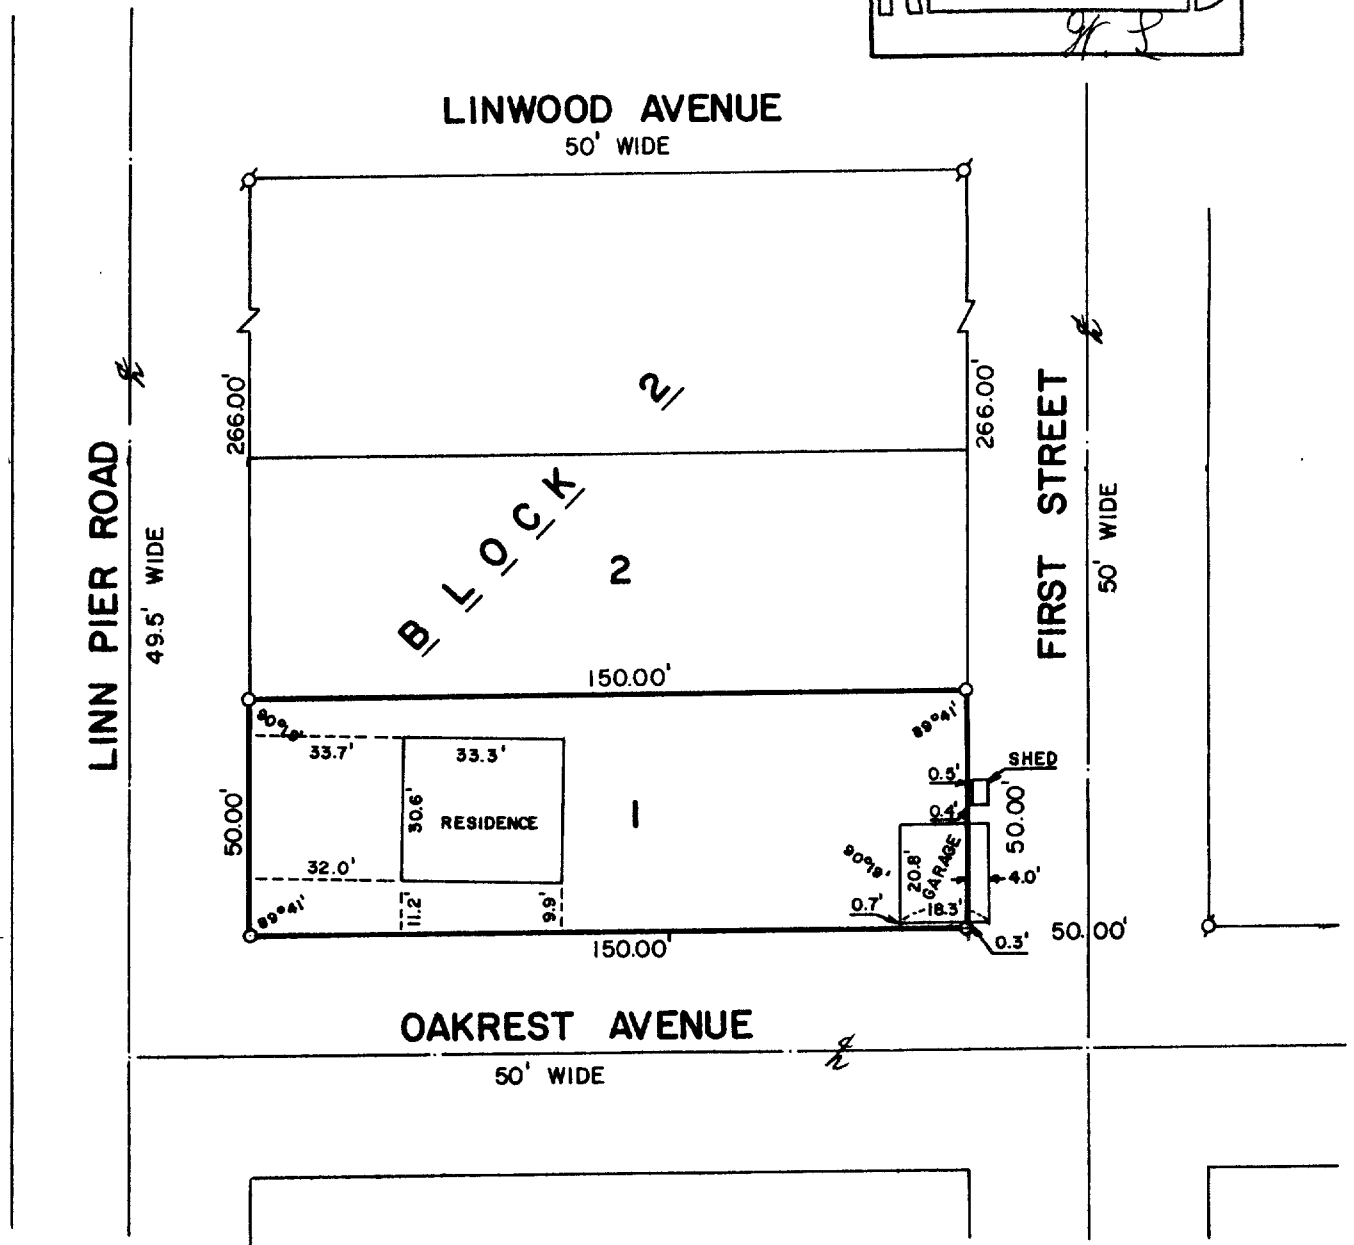 LINWOOD AVENUE
50' WIDE
266.00'
266.00'
2
LINN PIER ROAD
49.5' WIDE
FIRST STREET
50' WIDE
BLOCK
2
150.00'
90°19'
89°41'
33.7'
33.3'
SHED
0.5'
50.00'
30.6'
RESIDENCE
1
0.4'
50.00'
90°19'
20.8'
GARAGE
4.0'
32.0'
89°41'
11.2'
9.9'
0.7'
18.3'
0.3'
50.00'
150.00'
OAKREST AVENUE
50' WIDE